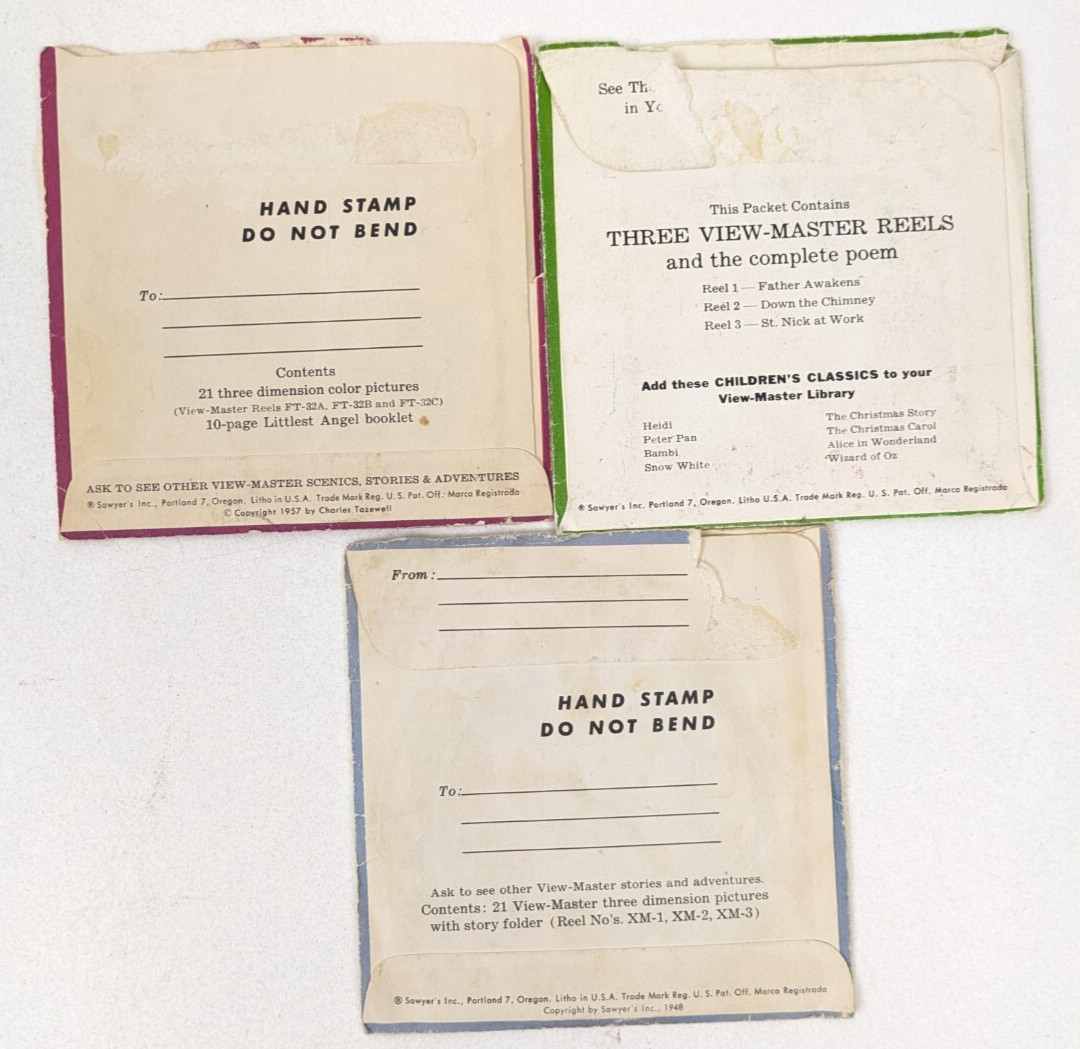 HAND STAMP
DO NOT BEND
To:
Contents
21 three dimension color pictures
(View-Master Reels FT-32A, FT-32B and FT-32C)
10-page Littlest Angel booklet
ASK TO SEE OTHER VIEW-MASTER SCENICS, STORIES & ADVENTURES
® Sawyer's Inc., Portland 7, Oregon. Litho in U.S.A. Trade Mark Reg. U. S. Pat. Off. Marca Registrada
© Copyright 1957 by Charles Tazewell
See Th
in Yo
This Packet Contains
THREE VIEW-MASTER REELS
and the complete poem
Reel 1 — Father Awakens
Reel 2 — Down the Chimney
Reel 3 — St. Nick at Work
Add these CHILDREN'S CLASSICS to your
View-Master Library
Heidi
Peter Pan
Bambi
Snow White
The Christmas Story
The Christmas Carol
Alice in Wonderland
Wizard of Oz
® Sawyer's Inc. Portland 7, Oregon. Litho U.S.A. Trade Mark Reg. U. S. Pat. Off. Marca Registrada
From:
HAND STAMP
DO NOT BEND
To:
Ask to see other View-Master stories and adventures.
Contents: 21 View-Master three dimension pictures
with story folder (Reel No's. XM-1, XM-2, XM-3)
® Sawyer's Inc., Portland 7, Oregon. Litho in U.S.A. Trade Mark Reg. U. S. Pat. Off. Marca Registrada
Copyright by Sawyer's Inc., 1948